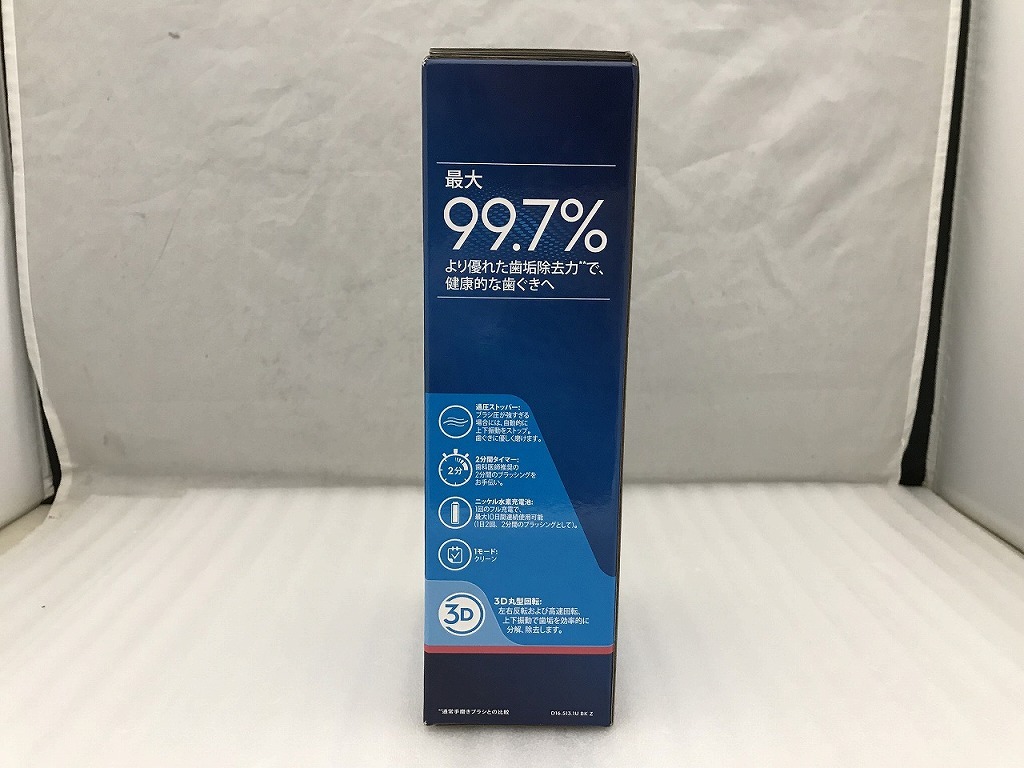 最大
99.7%
より優れた歯垢除去力**で、
健康的な歯ぐきへ
過圧ストッパー:
ブラシ圧が強すぎる
場合には、自動的に
上下振動をストップ。
歯ぐきに優しく磨けます。
2分
2分間タイマー:
歯科医師推奨の
2分間のブラッシングを
お手伝い。
ニッケル水素充電池:
1回のフル充電で、
最大10日間連続使用可能
(1日2回、2分間のブラッシングとして)。
1モード:
クリーン
3D
3D丸型回転:
左右反転および高速回転、
上下振動で歯垢を効率的に
分解、除去します。
**通常手磨きブラシとの比較
D16.513.1U BK Z